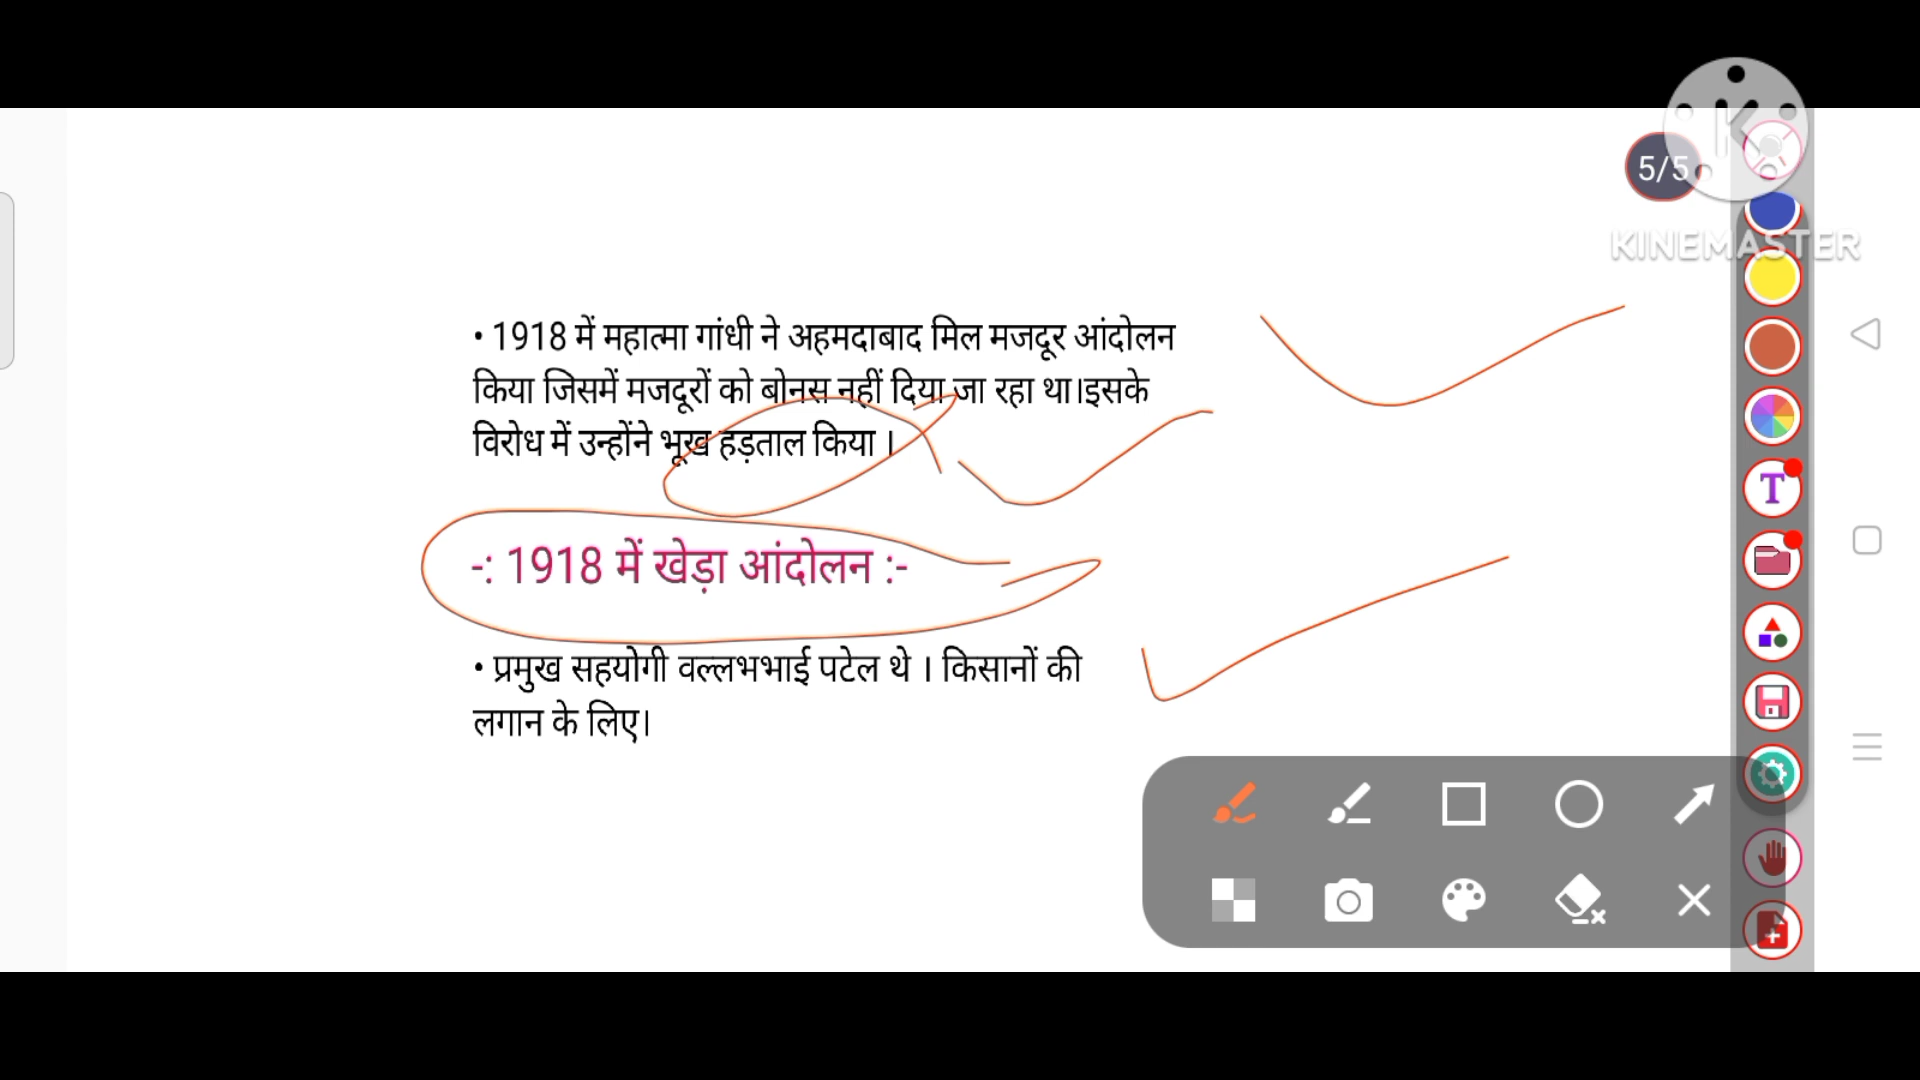 5/5
KINEMASTER
• 1918 में महात्मा गांधी ने अहमदाबाद मिल मजदूर आंदोलन
किया जिसमें मजदूरों को बोनस नहीं दिया जा रहा था।इसके
विरोध में उन्होंने भूख हड़ताल किया ।
-: 1918 में खेड़ा आंदोलन :-
• प्रमुख सहयोगी वल्लभभाई पटेल थे । किसानों की
लगान के लिए।